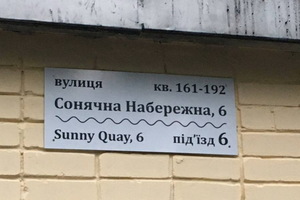 вулиця кв. 161-192
Сонячна Набережна, 6
Sunny Quay, 6 під'їзд 6.